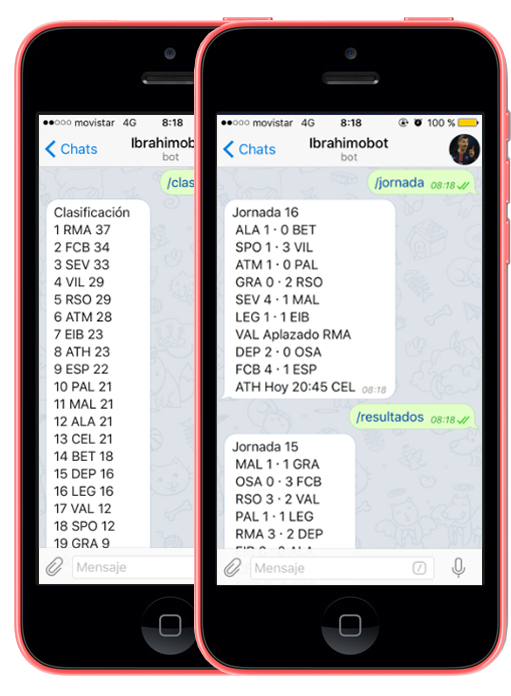 movistar 4G 8:18
Chats
Ibrahimob
bot
/clas
Clasificación
1 RMA 37
2 FCB 34
3 SEV 33
4 VIL 29
5 RSO 29
6 ATM 28
7 EIB 23
8 ATH 23
9 ESP 22
10 PAL 21
11 MAL 21
12 ALA 21
13 CEL 21
14 BET 18
15 DEP 16
16 LEG 16
17 VAL 12
18 SPO 12
19 GRA 9
Mensaje
movistar 4G 8:18 100 %
Chats
Ibrahimobot
bot
/jornada 08:18
Jornada 16
ALA 1 · 0 BET
SPO 1 · 3 VIL
ATM 1 · 0 PAL
GRA 0 · 2 RSO
SEV 4 · 1 MAL
LEG 1 · 1 EIB
VAL Aplazado RMA
DEP 2 · 0 OSA
FCB 4 · 1 ESP
ATH Hoy 20:45 CEL 08:18
/resultados 08:18
Jornada 15
MAL 1 · 1 GRA
OSA 0 · 3 FCB
RSO 3 · 2 VAL
PAL 1 · 1 LEG
RMA 3 · 2 DEP
Mensaje